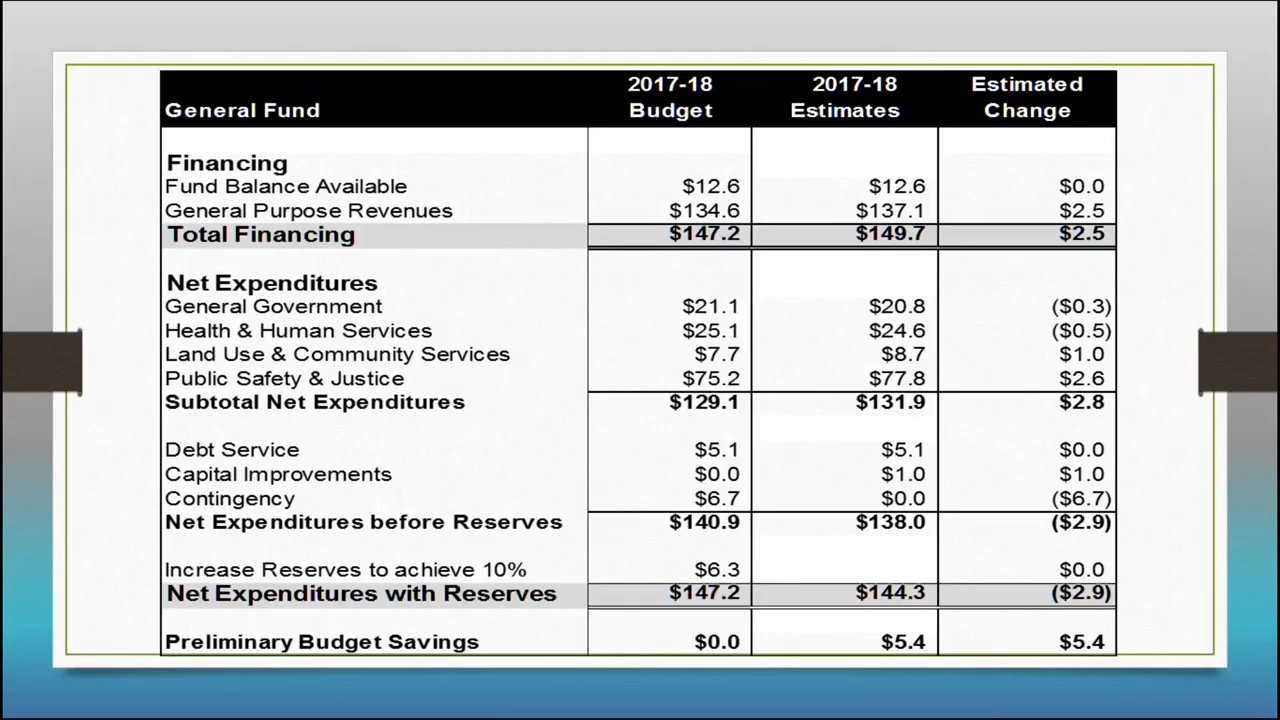 General Fund 2017-18 Budget 2017-18 Estimates Estimated Change
Financing
Fund Balance Available $12.6 $12.6 $0.0
General Purpose Revenues $134.6 $137.1 $2.5
Total Financing $147.2 $149.7 $2.5
Net Expenditures
General Government $21.1 $20.8 ($0.3)
Health & Human Services $25.1 $24.6 ($0.5)
Land Use & Community Services $7.7 $8.7 $1.0
Public Safety & Justice $75.2 $77.8 $2.6
Subtotal Net Expenditures $129.1 $131.9 $2.8
Debt Service $5.1 $5.1 $0.0
Capital Improvements $0.0 $1.0 $1.0
Contingency $6.7 $0.0 ($6.7)
Net Expenditures before Reserves $140.9 $138.0 ($2.9)
Increase Reserves to achieve 10% $6.3 $0.0
Net Expenditures with Reserves $147.2 $144.3 ($2.9)
Preliminary Budget Savings $0.0 $5.4 $5.4